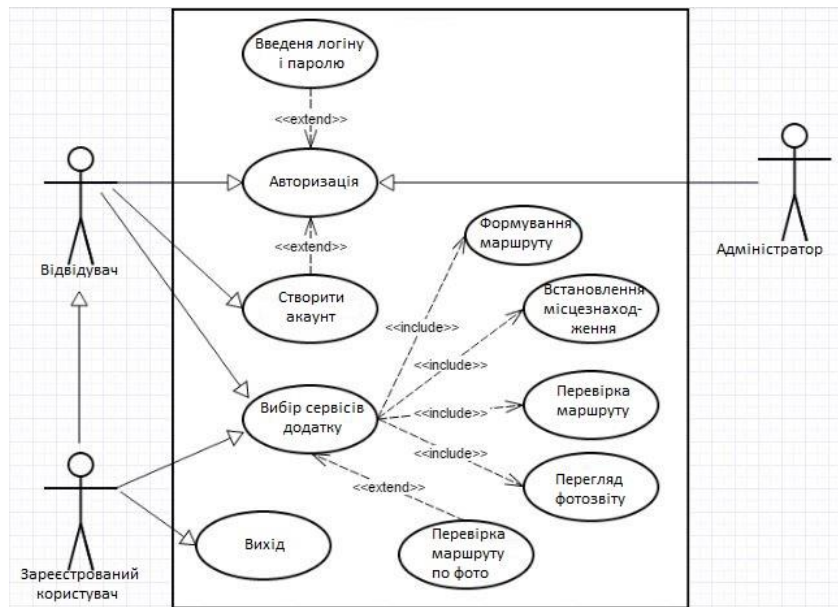 Введеня логіну
і паролю
<<extend>>
Авторизація
<<extend>>
Створити
акаунт
Відвідувач
Адміністратор
Формування
маршруту
<<include>>
Встановлення
місцезнаход-
ження
<<include>>
Вибір сервісів
додатку
<<include>>
Перевірка
маршруту
<<include>>
Перегляд
фотозвіту
<<extend>>
Перевірка
маршруту
по фото
Вихід
Зареєстрований
користувач